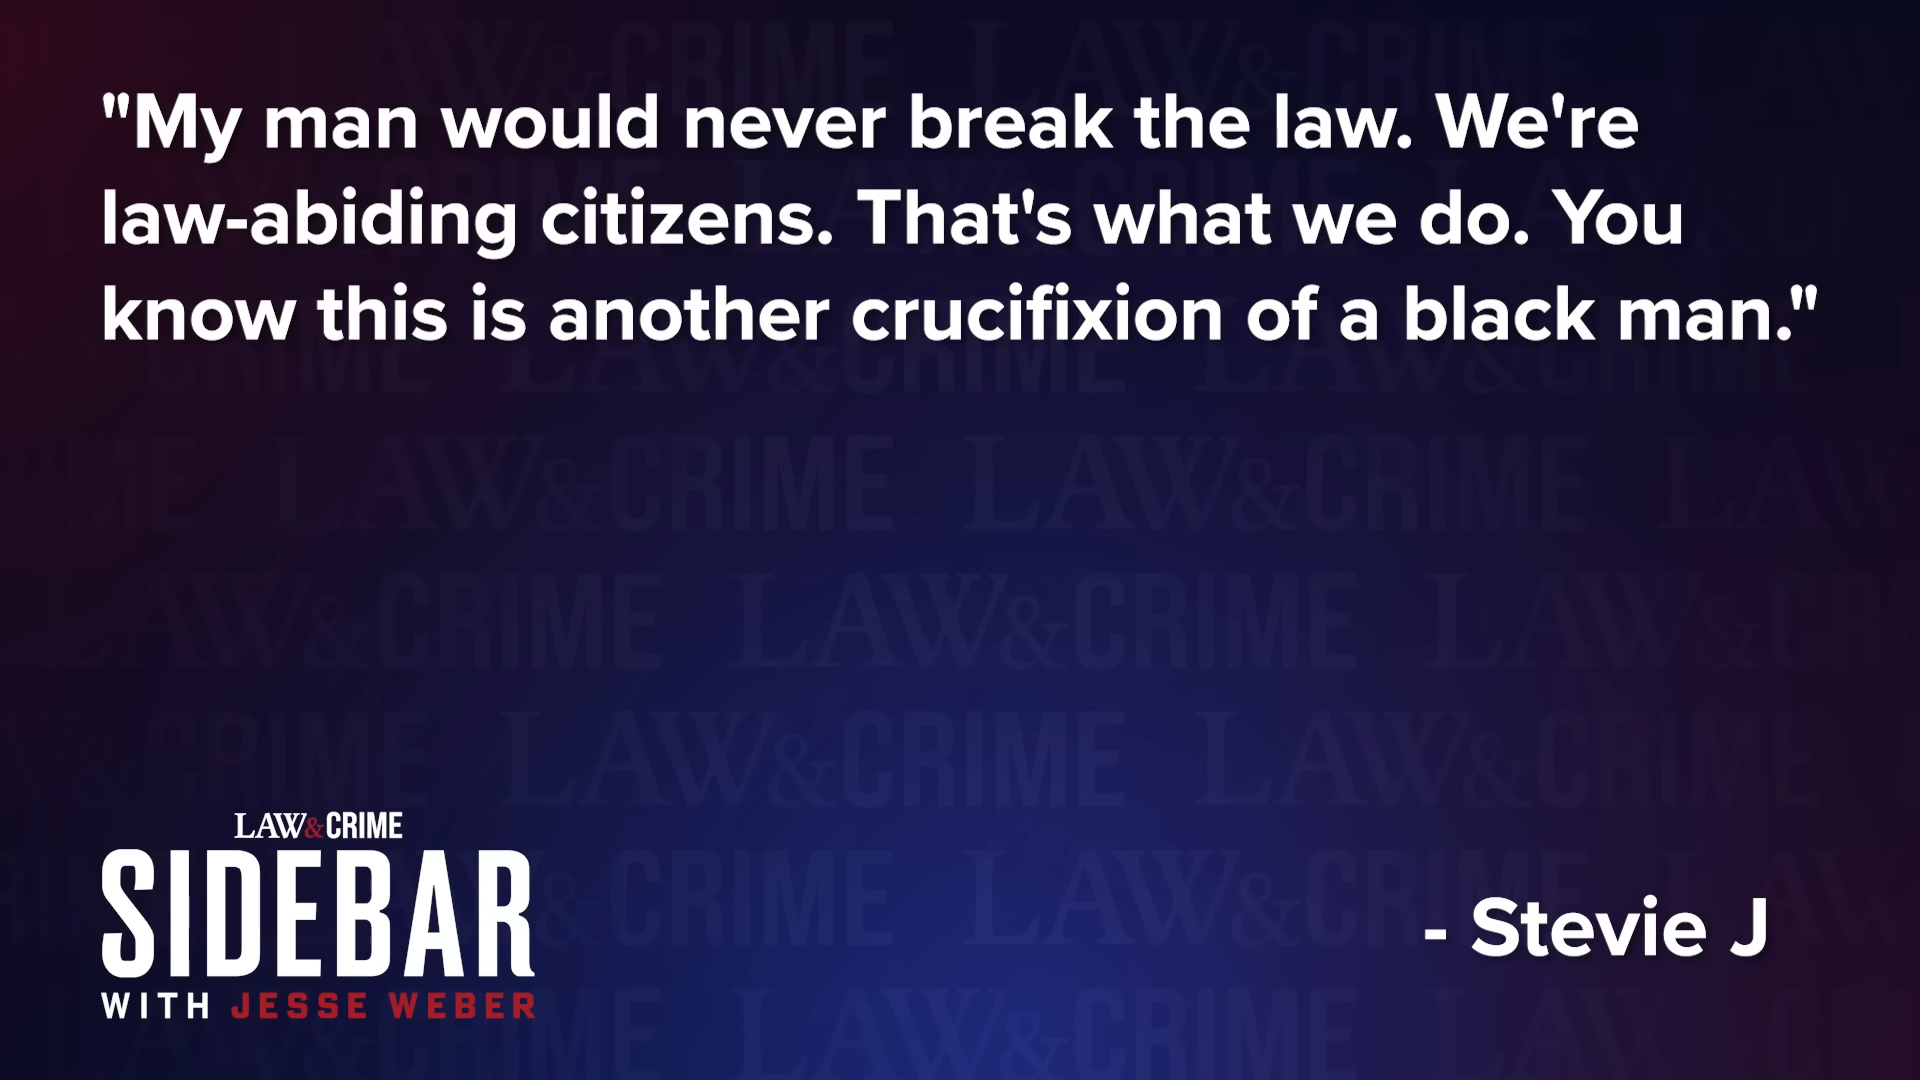 "My man would never break the law. We're
law-abiding citizens. That's what we do. You
know this is another crucifixion of a black man."
LAW&CRIME
SIDEBAR
WITH JESSE WEBER
- Stevie J